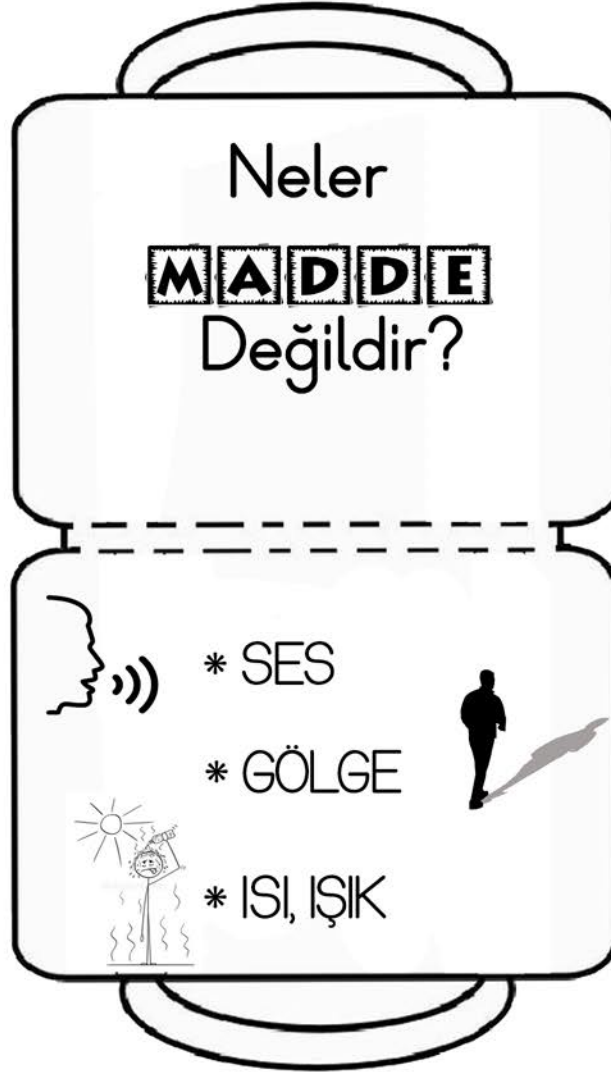 Neler
MADDE
Değildir?
* SES
* GÖLGE
* ISI, IŞIK